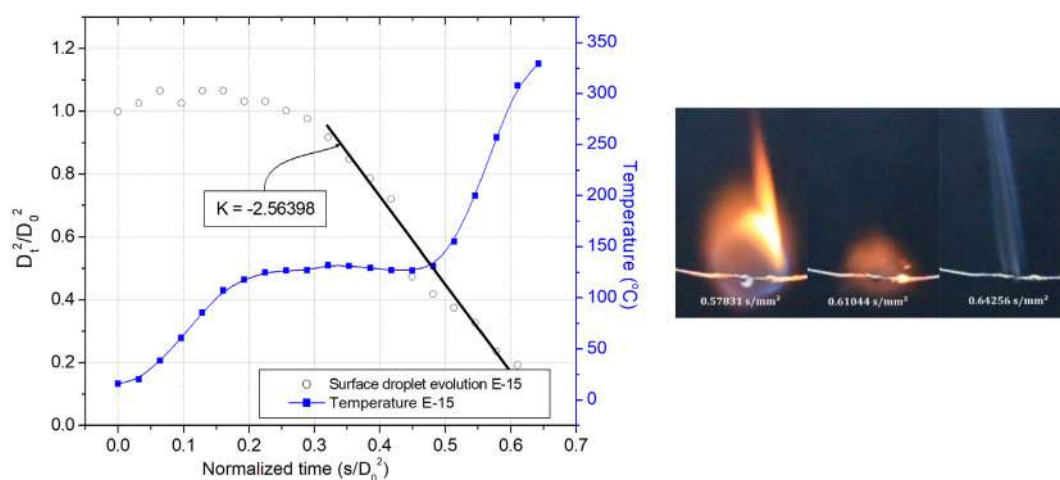 1.2
1.0
0.8
0.6
0.4
0.2
0.0
D_t^2/D_0^2
K = -2.56398
Surface droplet evolution E-15
Temperature E-15
0.0 0.1 0.2 0.3 0.4 0.5 0.6 0.7
Normalized time (s/D_0^2)
350
300
250
200
150
100
50
0
Temperature (°C)
0.57831 s/mm²
0.61044 s/mm²
0.64256 s/mm²